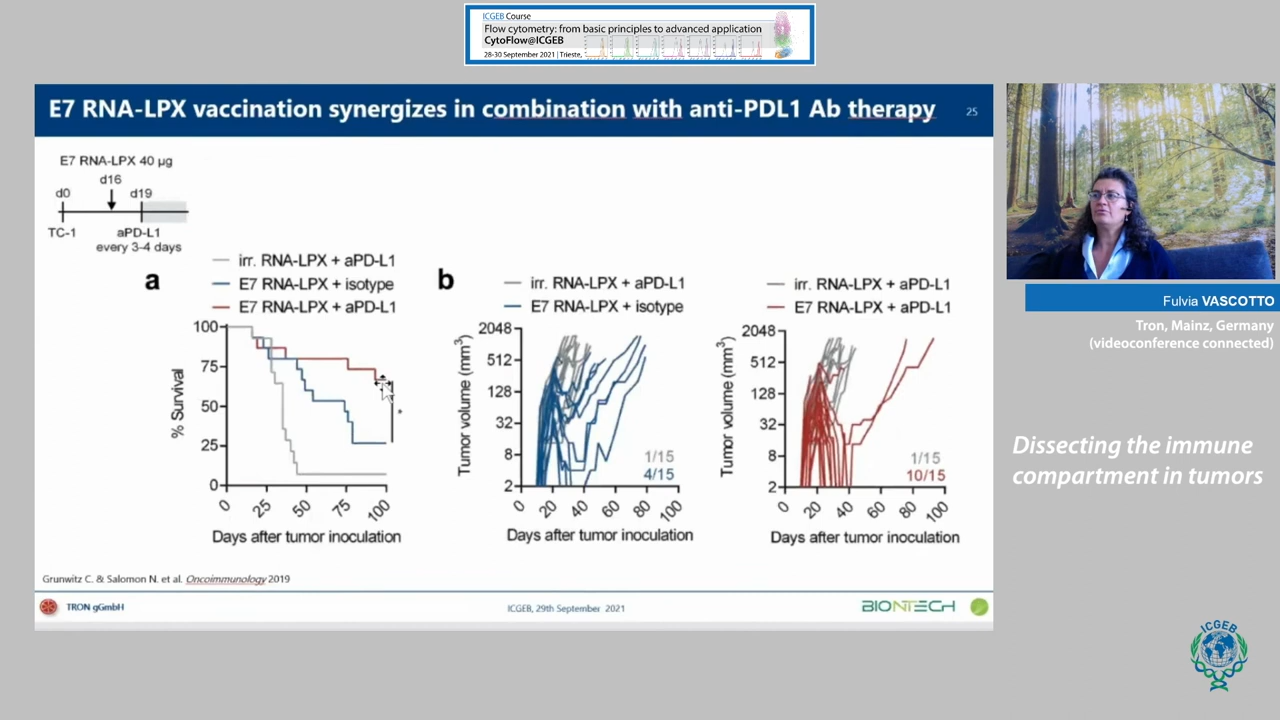 ICGEB Course
Flow cytometry: from basic principles to advanced application
CytoFlow@ICGEB
28-30 September 2021 | Trieste,
E7 RNA-LPX vaccination synergizes in combination with anti-PDL1 Ab therapy
25
E7 RNA-LPX 40 µg
d16
d0
d19
TC-1
aPD-L1
every 3-4 days
a
irr. RNA-LPX + aPD-L1
E7 RNA-LPX + isotype
E7 RNA-LPX + aPD-L1
% Survival
100
75
50
25
0
*
0
25
50
75
100
Days after tumor inoculation
b
irr. RNA-LPX + aPD-L1
E7 RNA-LPX + isotype
Tumor volume (mm³)
2048
512
128
32
8
2
1/15
4/15
0
20
40
60
80
100
Days after tumor inoculation
irr. RNA-LPX + aPD-L1
E7 RNA-LPX + aPD-L1
Tumor volume (mm³)
2048
512
128
32
8
2
1/15
10/15
0
20
40
60
80
100
Days after tumor inoculation
Grunwitz C. & Salomon N. et al. Oncoimmunology 2019
TRON gGmbH
ICGEB, 29th September 2021
BIONTECH
Fulvia VASCOTTO
Tron, Mainz, Germany
(videoconference connected)
Dissecting the immune
compartment in tumors
ICGEB